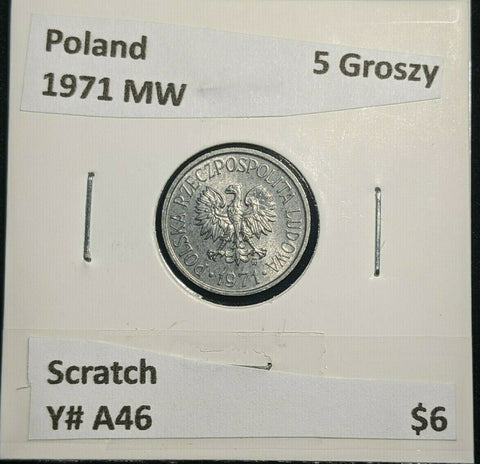 Poland 5 Groszy
1971 MW
POLSKA RZECZPOSPOLITA LUDOWA
1971
Scratch
Y# A46 $6